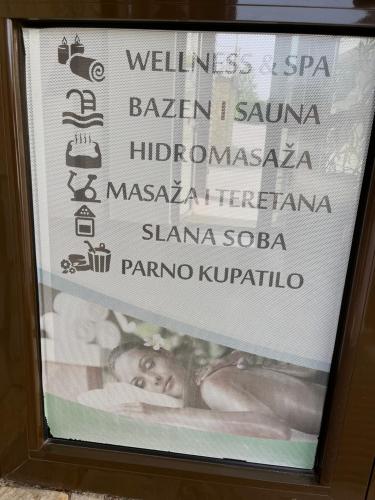 WELLNESS & SPA
BAZEN I SAUNA
HIDROMASAŽA
MASAŽA I TERETANA
SLANA SOBA
PARNO KUPATILO